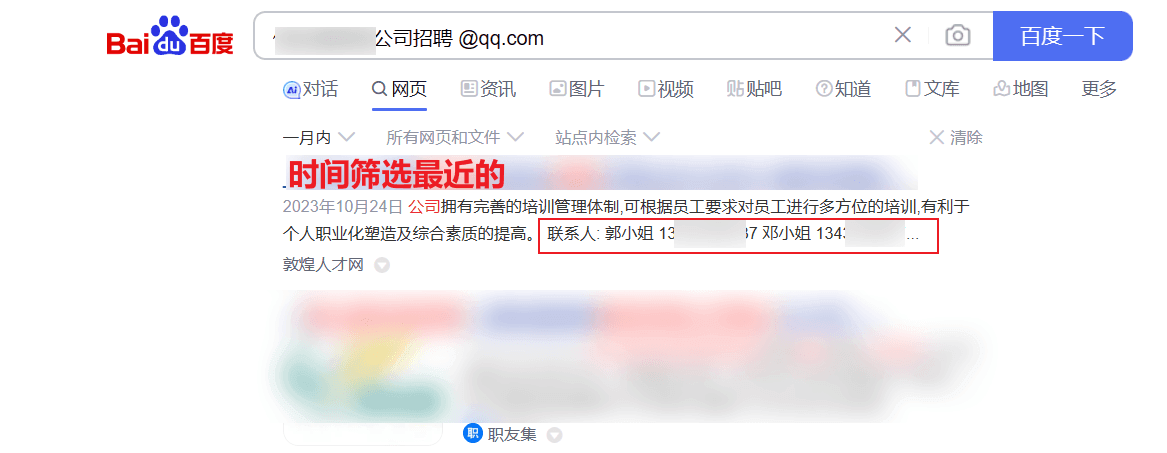 Bai du 百度
公司招聘 @qq.com
百度一下
对话 网页 资讯 图片 视频 贴吧 知道 文库 地图 更多
一月内 所有网页和文件 站点内检索 清除
时间筛选最近的
2023年10月24日 公司拥有完善的培训管理体制,可根据员工要求对员工进行多方位的培训,有利于
个人职业化塑造及综合素质的提高。 联系人: 郭小姐 13 37 邓小姐 134 ...
敦煌人才网
职 职友集